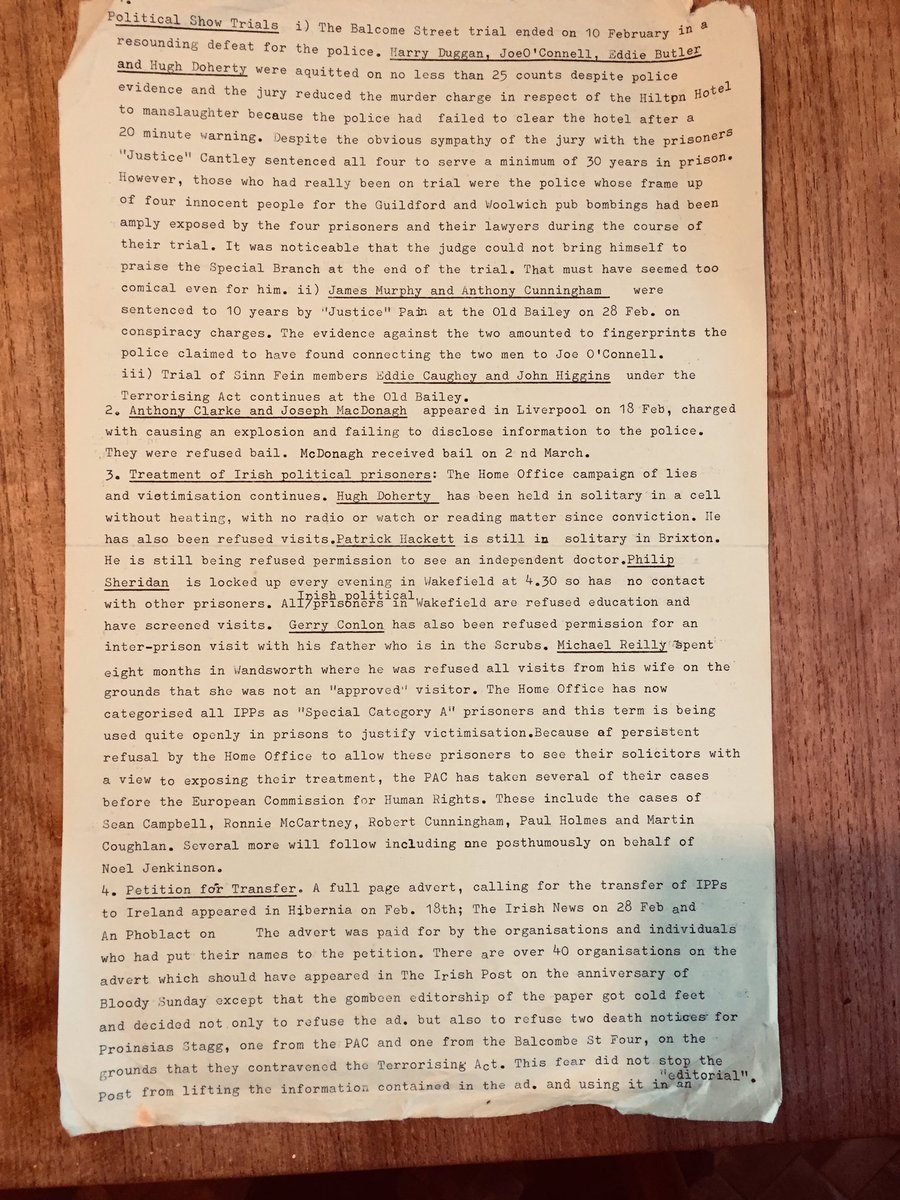 Political Show Trials i) The Balcome Street trial ended on 10 February in a
resounding defeat for the police. Harry Duggan, JoeO'Connell, Eddie Butler
and Hugh Doherty were aquitted on no less than 25 counts despite police
evidence and the jury reduced the murder charge in respect of the Hiltpn Hotel
to manslaughter because the police had failed to clear the hotel after a
20 minute warning. Despite the obvious sympathy of the jury with the prisoners
"Justice" Cantley sentenced all four to serve a minimum of 30 years in prison.
However, those who had really been on trial were the police whose frame up
of four innocent people for the Guildford and Woolwich pub bombings had been
amply exposed by the four prisoners and their lawyers during the course of
their trial. It was noticeable that the judge could not bring himself to
praise the Special Branch at the end of the trial. That must have seemed too
comical even for him. ii) James Murphy and Anthony Cunningham were
sentenced to 10 years by "Justice" Pain at the Old Bailey on 28 Feb. on
conspiracy charges. The evidence against the two amounted to fingerprints the
police claimed to have found connecting the two men to Joe O'Connell.
iii) Trial of Sinn Fein members Eddie Caughey and John Higgins under the
Terrorising Act continues at the Old Bailey.
2. Anthony Clarke and Joseph MacDonagh appeared in Liverpool on 18 Feb, charged
with causing an explosion and failing to disclose information to the police.
They were refused bail. McDonagh received bail on 2 nd March.
3. Treatment of Irish political prisoners: The Home Office campaign of lies
and victimisation continues. Hugh Doherty has been held in solitary in a cell
without heating, with no radio or watch or reading matter since conviction. He
has also been refused visits.Patrick Hackett is still in solitary in Brixton.
He is still being refused permission to see an independent doctor.Philip
Sheridan is locked up every evening in Wakefield at 4.30 so has no contact
Irish political
with other prisoners. All/prisoners in Wakefield are refused education and
have screened visits. Gerry Conlon has also been refused permission for an
inter-prison visit with his father who is in the Scrubs. Michael Reilly spent
eight months in Wandsworth where he was refused all visits from his wife on the
grounds that she was not an "approved" visitor. The Home Office has now
categorised all IPPs as "Special Category A" prisoners and this term is being
used quite openly in prisons to justify victimisation.Because of persistent
refusal by the Home Office to allow these prisoners to see their solicitors with
a view to exposing their treatment, the PAC has taken several of their cases
before the European Commission for Human Rights. These include the cases of
Sean Campbell, Ronnie McCartney, Robert Cunningham, Paul Holmes and Martin
Coughlan. Several more will follow including one posthumously on behalf of
Noel Jenkinson.
4. Petition for Transfer. A full page advert, calling for the transfer of IPPs
to Ireland appeared in Hibernia on Feb. 18th; The Irish News on 28 Feb and
An Phoblact on The advert was paid for by the organisations and individuals
who had put their names to the petition. There are over 40 organisations on the
advert which should have appeared in The Irish Post on the anniversary of
Bloody Sunday except that the gombeen editorship of the paper got cold feet
and decided not only to refuse the ad. but also to refuse two death notices for
Proinsias Stagg, one from the PAC and one from the Balcombe St Four, on the
grounds that they contravened the Terrorising Act. This fear did not stop the
"editorial".
Post from lifting the information contained in the ad. and using it in an